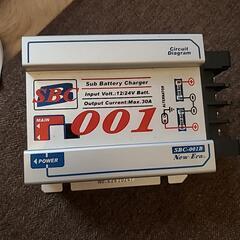 Circuit
Diagram
Sub Battery Charger
Input Volt.:12/24V Batt.
Output Current:Max.30A
SBC
001
MAIN
ALTERNATOR
POWER
SBC-001B
New-Era